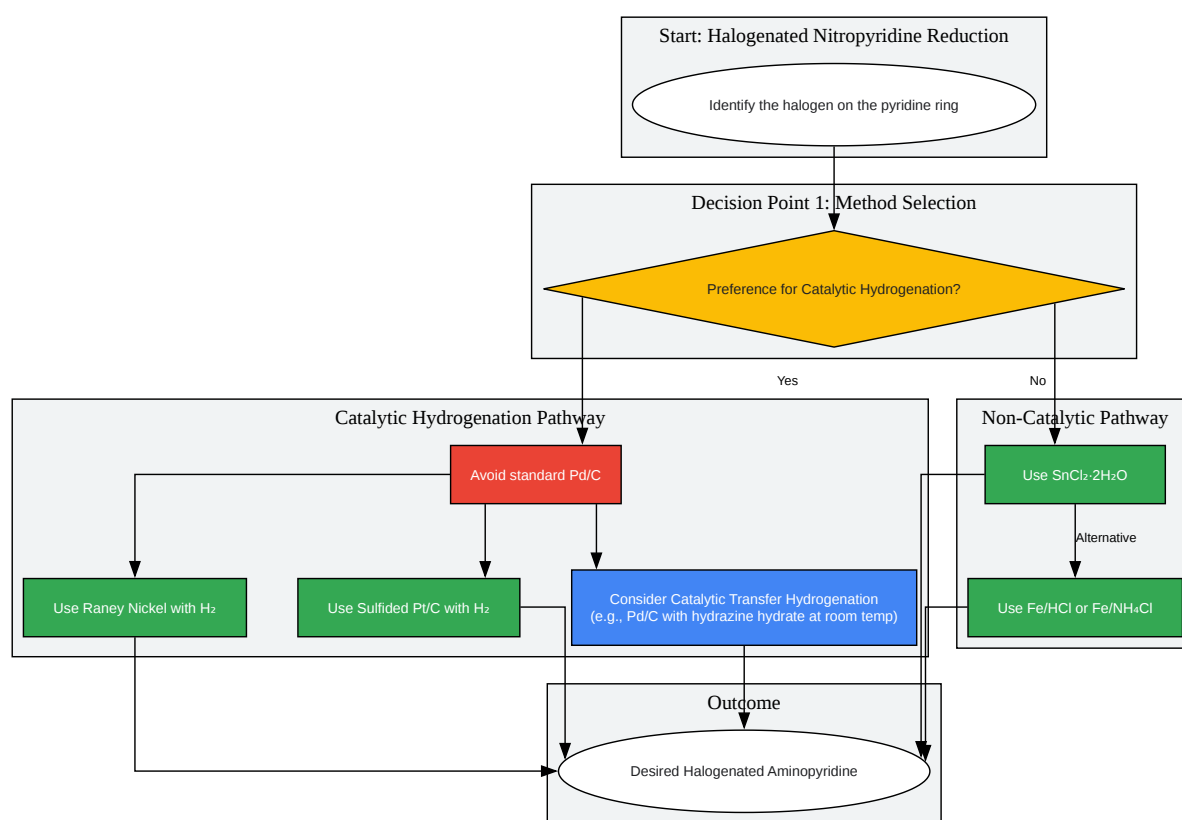 Start: Halogenated Nitropyridine Reduction
Identify the halogen on the pyridine ring
Decision Point 1: Method Selection
Preference for Catalytic Hydrogenation?
Yes
No
Catalytic Hydrogenation Pathway
Non-Catalytic Pathway
Avoid standard Pd/C
Use SnCl₂·2H₂O
Alternative
Use Raney Nickel with H₂
Use Sulfided Pt/C with H₂
Consider Catalytic Transfer Hydrogenation
(e.g., Pd/C with hydrazine hydrate at room temp)
Use Fe/HCl or Fe/NH₄Cl
Outcome
Desired Halogenated Aminopyridine